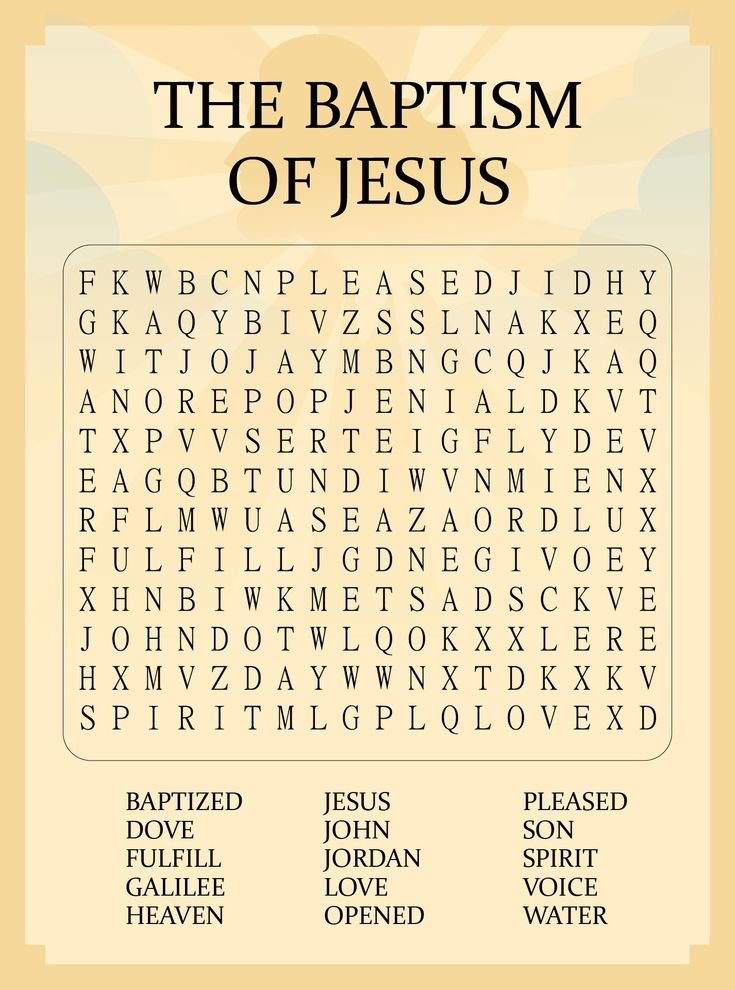 THE BAPTISM
OF JESUS
F K W B C N P L E A S E D J I D H Y
G K A Q Y B I V Z S S L N A K X E Q
W I T J O J A Y M B N G C Q J K A Q
A N O R E P O P J E N I A L D K V T
T X P V V S E R T E I G F L Y D E V
E A G Q B T U N D I W V N M I E N X
R F L M W U A S E A Z A O R D L U X
F U L F I L L J G D N E G I V O E Y
X H N B I W K M E T S A D S C K V E
J O H N D O T W L Q O K X X L E R E
H X M V Z D A Y W W N X T D K X K V
S P I R I T M L G P L Q L O V E X D
BAPTIZED JESUS PLEASED
DOVE JOHN SON
FULFILL JORDAN SPIRIT
GALILEE LOVE VOICE
HEAVEN OPENED WATER